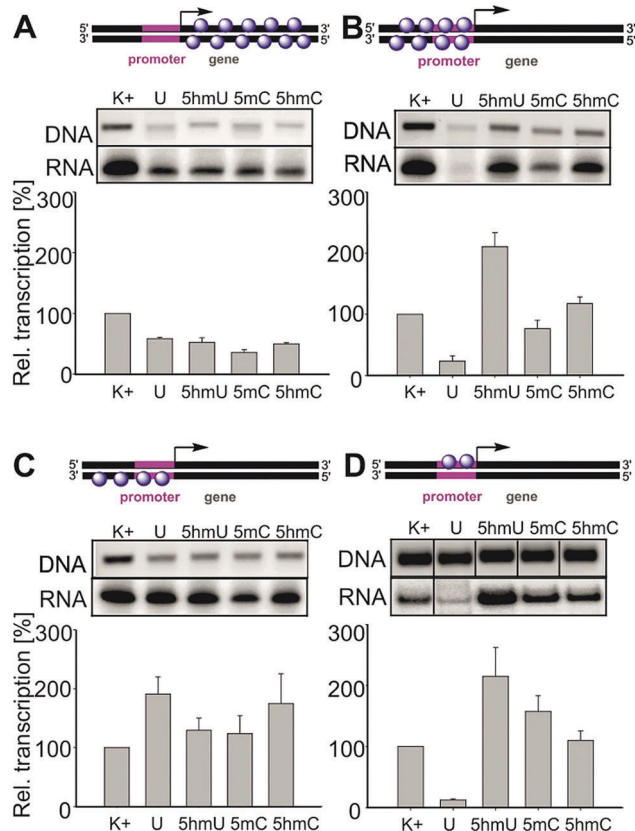 A
5' 3'
3' 5'
promoter gene
K+ U 5hmU 5mC 5hmC
DNA
RNA
Rel. transcription [%]
300
200
100
0
K+ U 5hmU 5mC 5hmC
B
5' 3'
3' 5'
promoter gene
K+ U 5hmU 5mC 5hmC
DNA
RNA
300
200
100
0
K+ U 5hmU 5mC 5hmC
C
5' 3'
3' 5'
promoter gene
K+ U 5hmU 5mC 5hmC
DNA
RNA
Rel. transcription [%]
300
200
100
0
K+ U 5hmU 5mC 5hmC
D
5' 3'
3' 5'
promoter gene
K+ U 5hmU 5mC 5hmC
DNA
RNA
300
200
100
0
K+ U 5hmU 5mC 5hmC